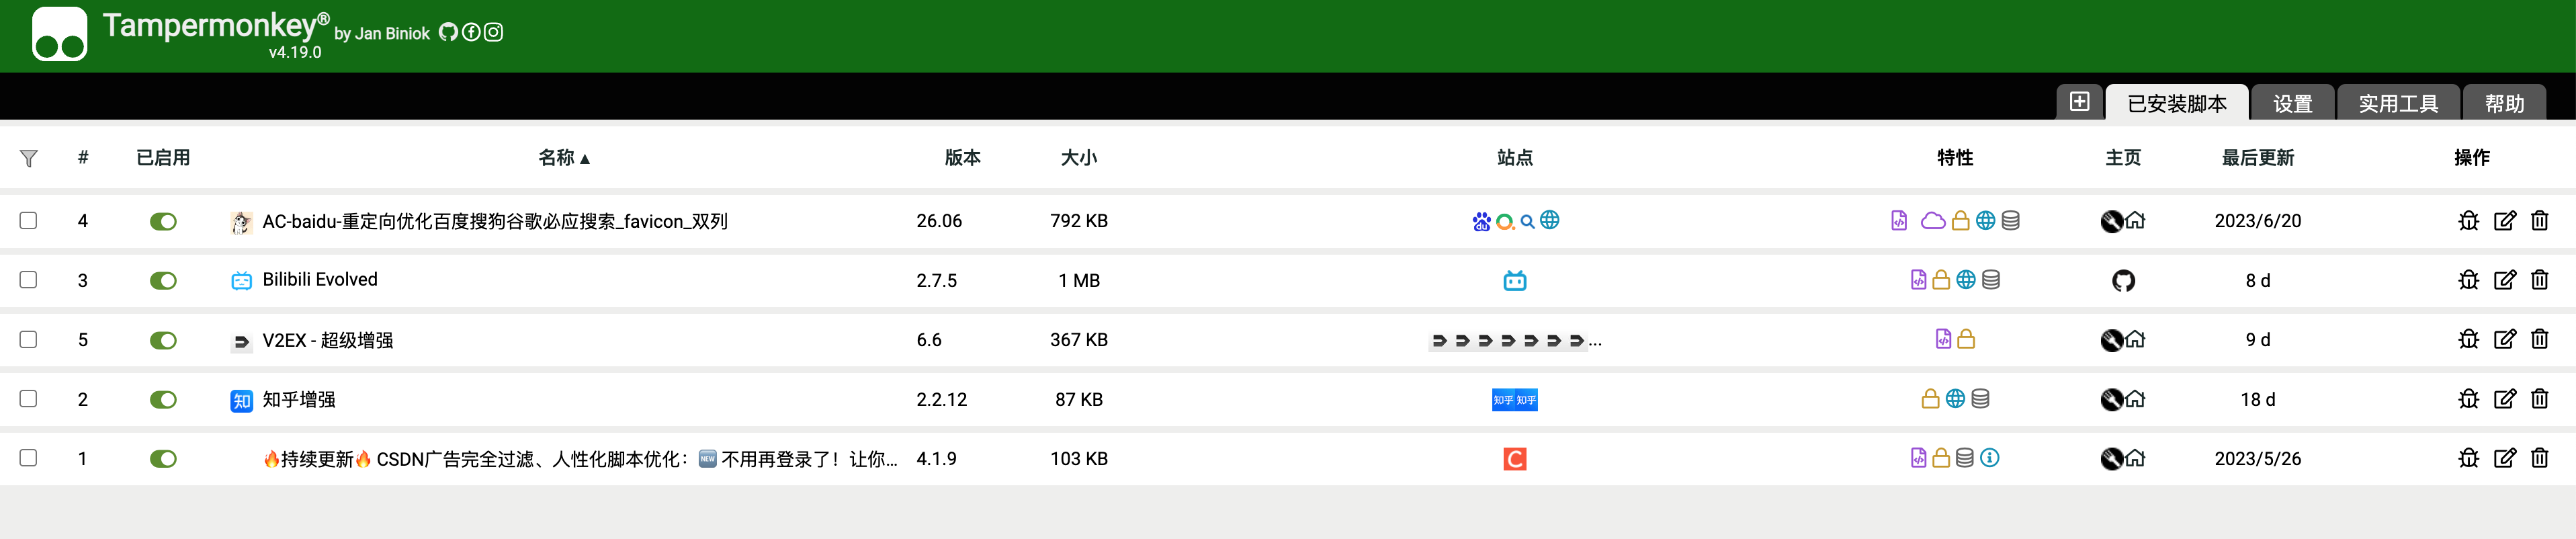 Tampermonkey® by Jan Biniok
v4.19.0
已安装脚本 设置 实用工具 帮助
# 已启用 名称 ▲ 版本 大小 站点 特性 主页 最后更新 操作
4 AC-baidu-重定向优化百度搜狗谷歌必应搜索_favicon_双列 26.06 792 KB 2023/6/20
3 Bilibili Evolved 2.7.5 1 MB 8 d
5 V2EX - 超级增强 6.6 367 KB ... 9 d
2 知 知乎增强 2.2.12 87 KB 知乎 知乎 18 d
1 🔥持续更新🔥 CSDN广告完全过滤、人性化脚本优化：🆕 不用再登录了！让你... 4.1.9 103 KB C 2023/5/26